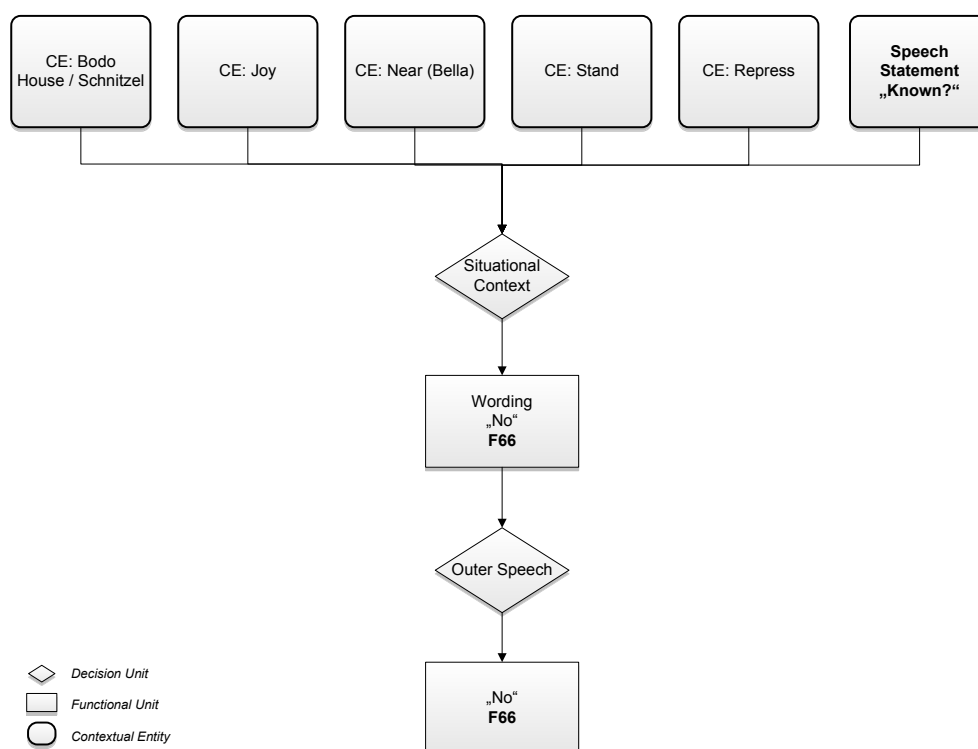 CE: Bodo
House / Schnitzel
CE: Joy
CE: Near (Bella)
CE: Stand
CE: Repress
Speech
Statement
„Known?“
Situational
Context
Wording
„No“
F66
Outer Speech
„No“
F66
Decision Unit
Functional Unit
Contextual Entity